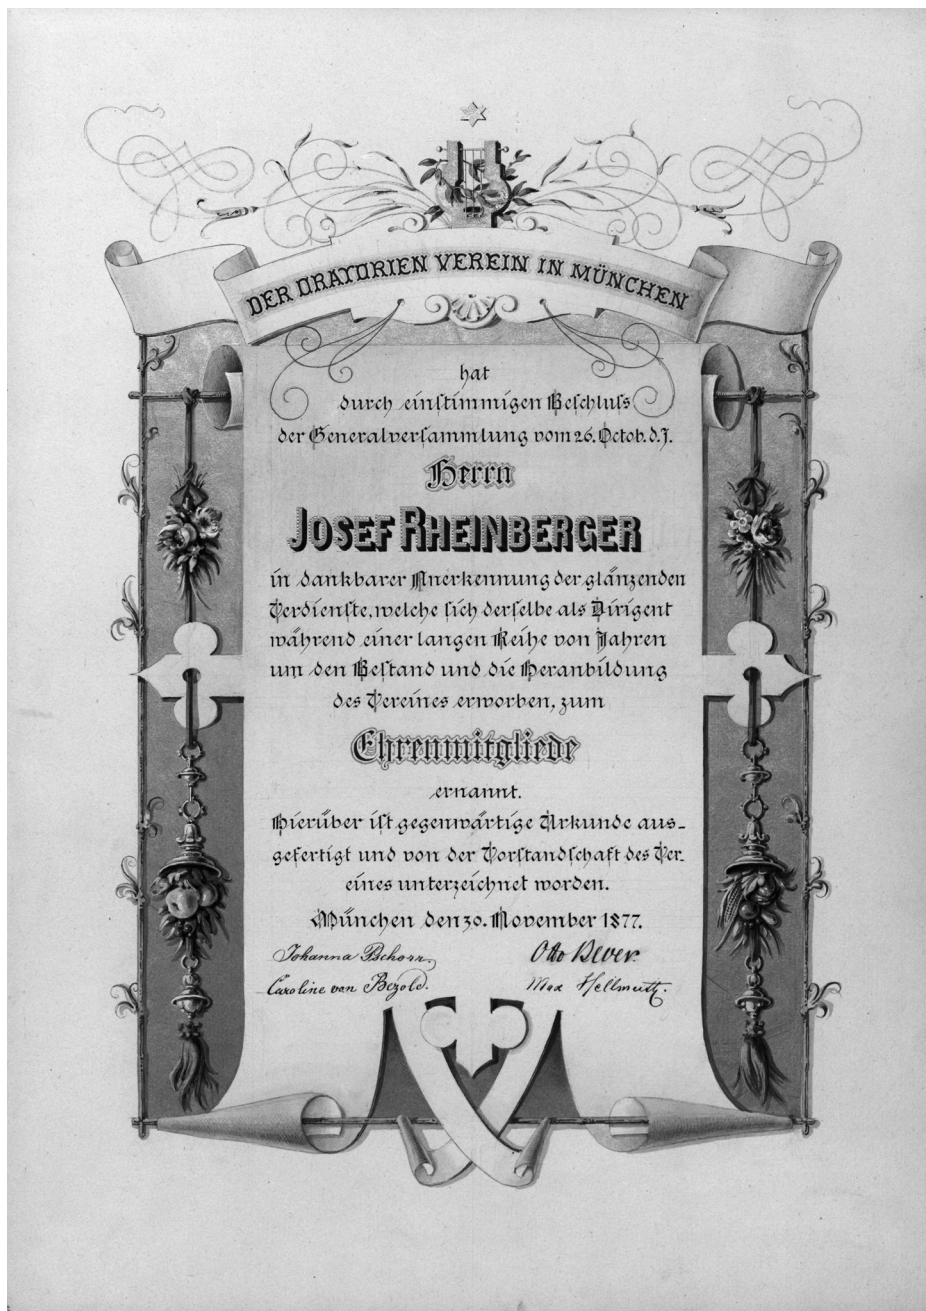 DER ORATORIEN VEREIN IN MÜNCHEN
hat
durch einstimmigen Beschluss
der Generalversammlung vom 26. Octob. d. J.
Herrn
JOSEF RHEINBERGER
in dankbarer Anerkennung der glänzenden
Verdienste, welche sich derselbe als Dirigent
während einer langen Reihe von Jahren
um den Bestand und die Heranbildung
des Vereines erworben, zum
Ehrenmitgliede
ernannt.
Hierüber ist gegenwärtige Urkunde aus-
gefertigt und von der Vorstandschaft des Ver-
eines unterzeichnet worden.
München den 30. November 1877.
Johanna Pschorr
Otto
Caroline von Bezold.
Max Hellmuth.